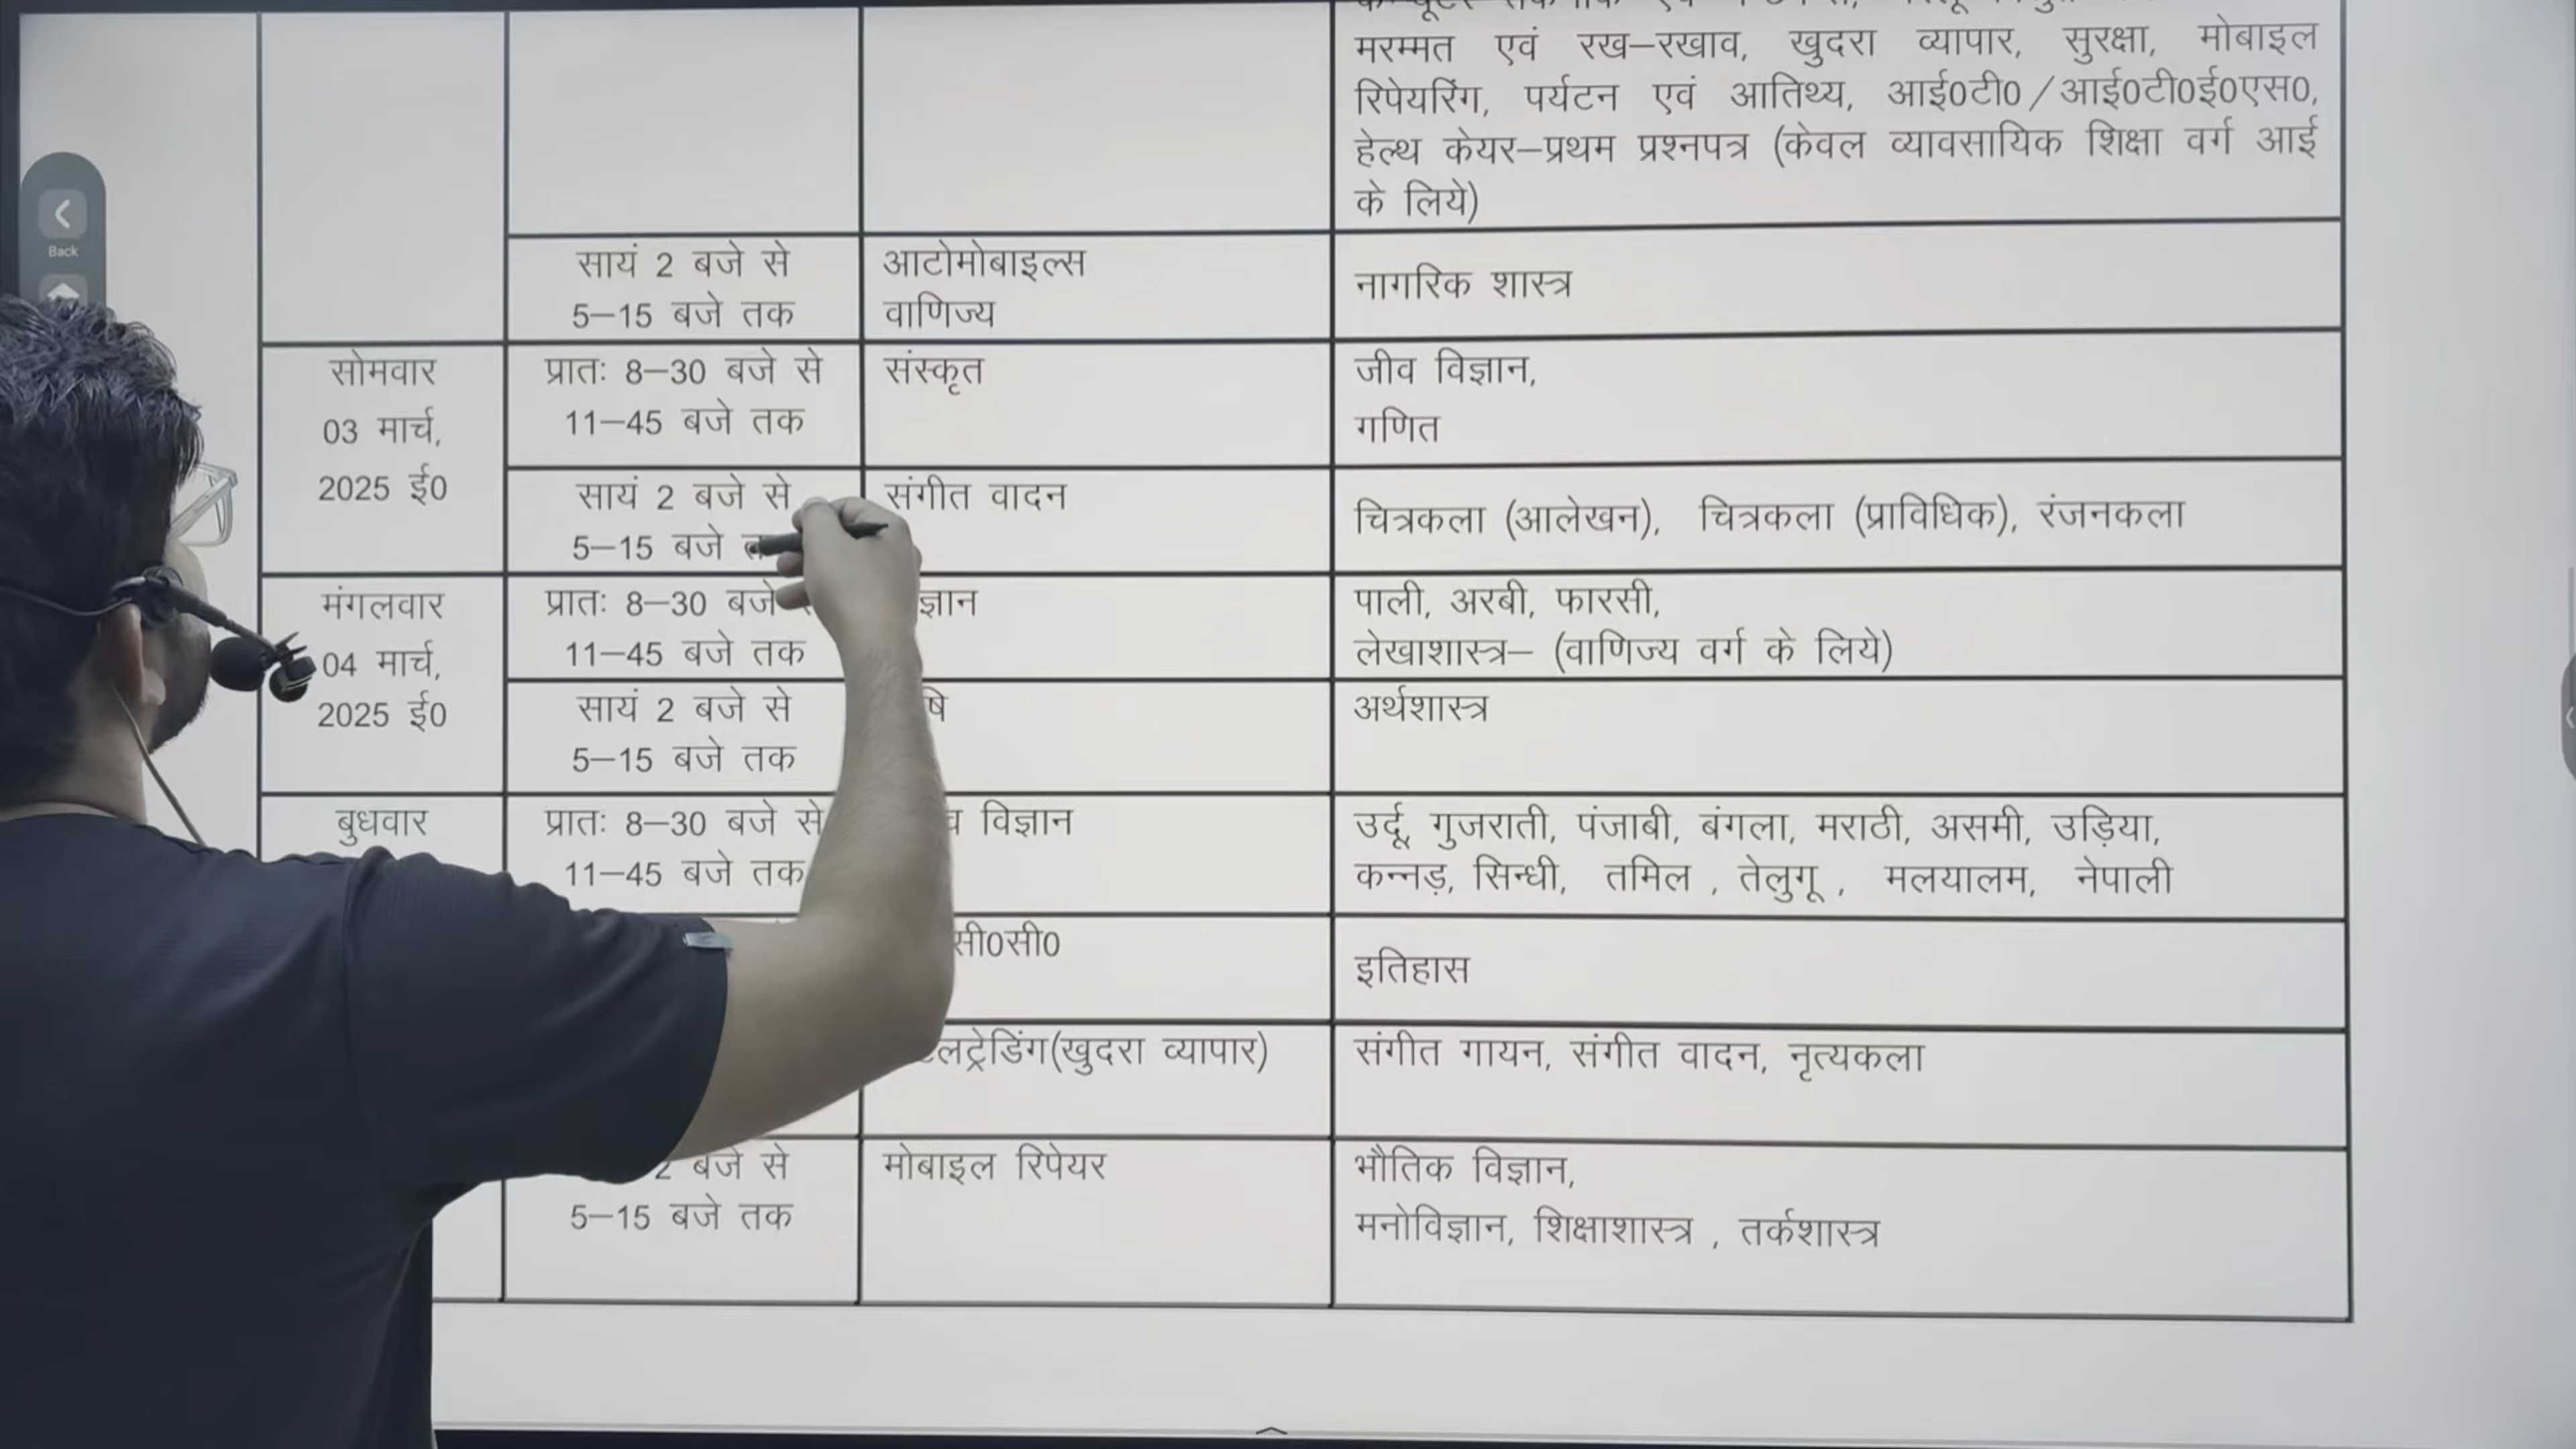 मरम्मत एवं रख–रखाव, खुदरा व्यापार, सुरक्षा, मोबाइल
रिपेयरिंग, पर्यटन एवं आतिथ्य, आई0टी0/आई0टी0ई0एस0,
हेल्थ केयर–प्रथम प्रश्नपत्र (केवल व्यावसायिक शिक्षा वर्ग आई
के लिये)
Back
सायं 2 बजे से
5–15 बजे तक
आटोमोबाइल्स
वाणिज्य
नागरिक शास्त्र
सोमवार
03 मार्च,
2025 ई0
प्रातः 8–30 बजे से
11–45 बजे तक
संस्कृत
जीव विज्ञान,
गणित
सायं 2 बजे से
5–15 बजे
संगीत वादन
चित्रकला (आलेखन), चित्रकला (प्राविधिक), रंजनकला
मंगलवार
04 मार्च,
2025 ई0
प्रातः 8–30 बजे
11–45 बजे तक
पाली, अरबी, फारसी,
लेखाशास्त्र– (वाणिज्य वर्ग के लिये)
सायं 2 बजे से
5–15 बजे तक
अर्थशास्त्र
बुधवार
प्रातः 8–30 बजे से
11–45 बजे तक
विज्ञान
उर्दू, गुजराती, पंजाबी, बंगला, मराठी, असमी, उड़िया,
कन्नड़, सिन्धी, तमिल , तेलुगू , मलयालम, नेपाली
सी0सी0
इतिहास
(खुदरा व्यापार)
संगीत गायन, संगीत वादन, नृत्यकला
2 बजे से
5–15 बजे तक
मोबाइल रिपेयर
भौतिक विज्ञान,
मनोविज्ञान, शिक्षाशास्त्र , तर्कशास्त्र